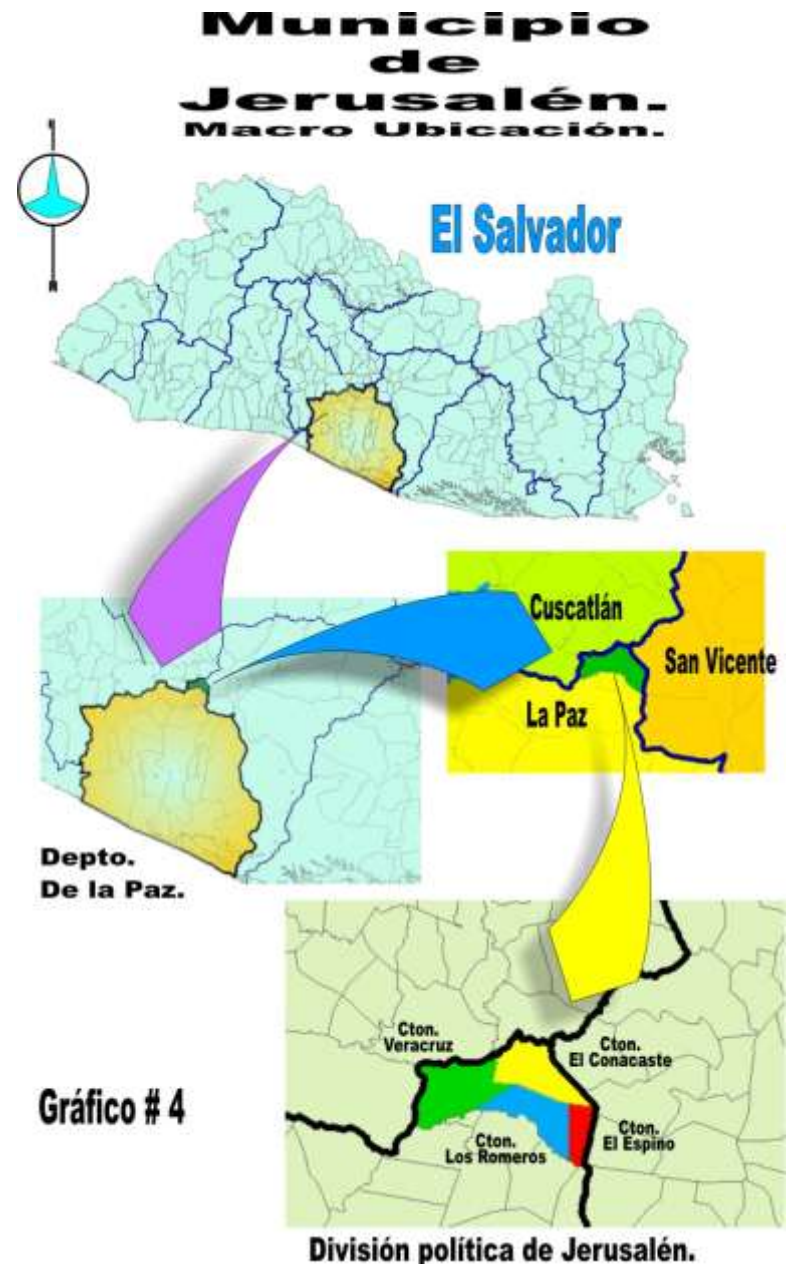 Municipio
de
Jerusalén.
Macro Ubicación.
El Salvador
Cuscatlán
San Vicente
La Paz
Depto.
De la Paz.
Cton.
Veracruz
Cton.
El Conacaste
Gráfico # 4
Cton.
Los Romeros
Cton.
El Espino
División política de Jerusalén.